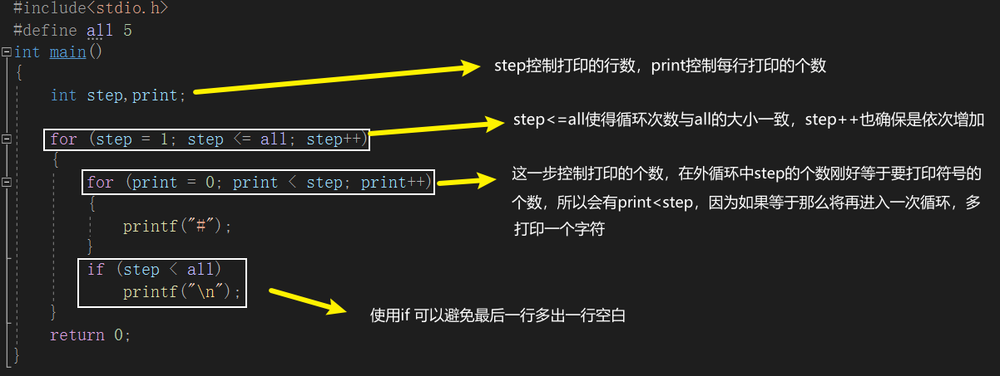 #include<stdio.h>
#define all 5
int main()
{
int step,print;
step控制打印的行数，print控制每行打印的个数
for (step = 1; step <= all; step++)
step<=all使得循环次数与all的大小一致，step++也确保是依次增加
{
for (print = 0; print < step; print++)
这一步控制打印的个数，在外循环中step的个数刚好等于要打印符号的
个数，所以会有print<step，因为如果等于那么将再进入一次循环，多
打印一个字符
{
printf("#");
}
if (step < all)
printf("\n");
使用if 可以避免最后一行多出一行空白
}
return 0;
}